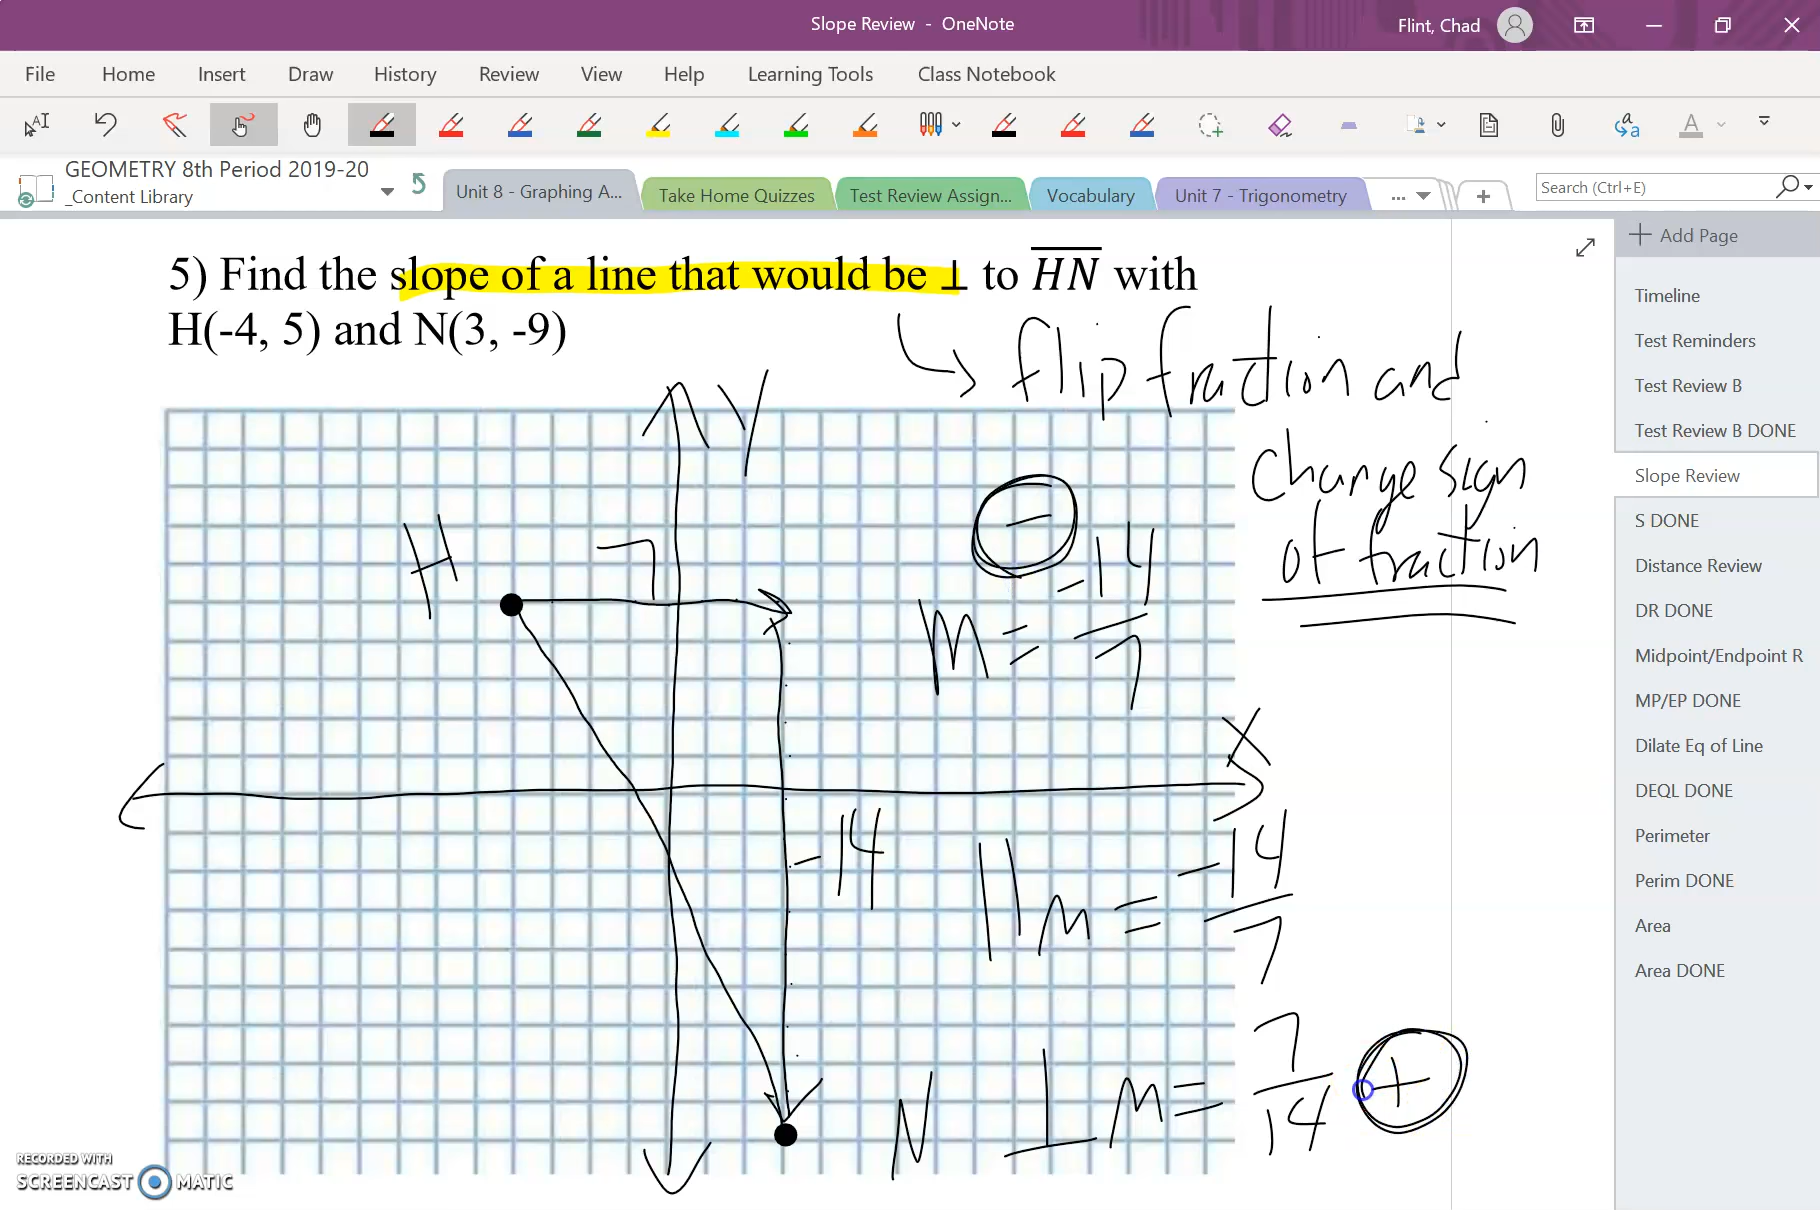 Slope Review - OneNote
Flint, Chad
File Home Insert Draw History Review View Help Learning Tools Class Notebook
GEOMETRY 8th Period 2019-20
_Content Library
Unit 8 - Graphing A...
Take Home Quizzes
Test Review Assign...
Vocabulary
Unit 7 - Trigonometry
...
Search (Ctrl+E)
Add Page
Timeline
Test Reminders
Test Review B
Test Review B DONE
Slope Review
S DONE
Distance Review
DR DONE
Midpoint/Endpoint R
MP/EP DONE
Dilate Eq of Line
DEQL DONE
Perimeter
Perim DONE
Area
Area DONE
5) Find the slope of a line that would be ⊥ to HN with
H(-4, 5) and N(3, -9)
flip fraction and
change sign
of fraction
y
H
7
-
m = -14/7
x
-14
|| m = -14/7
N
⊥ m = 7/14 +
RECORDED WITH
SCREENCAST MATIC